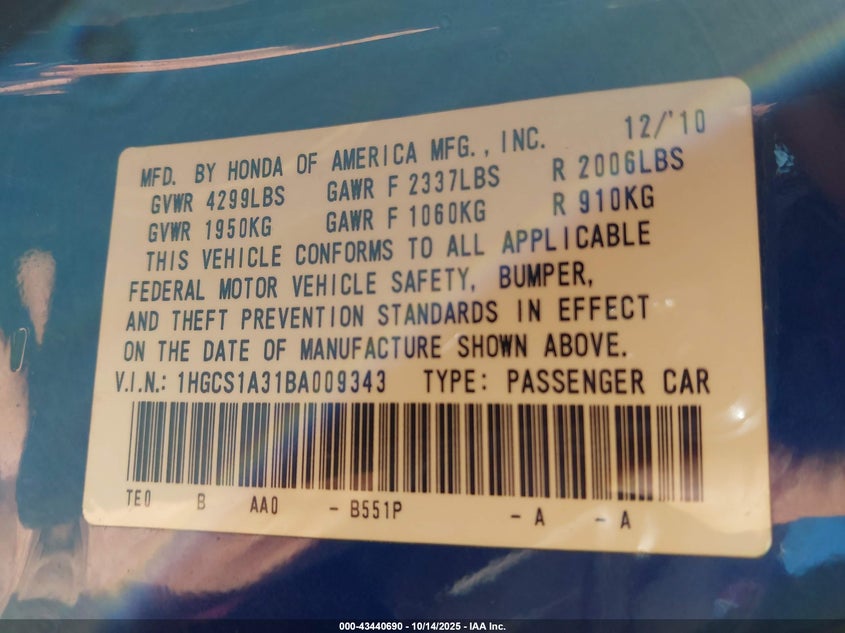 12/'10
MFD. BY HONDA OF AMERICA MFG., INC.
GVWR 4299LBS GAWR F 2337LBS R 2006LBS
GVWR 1950KG GAWR F 1060KG R 910KG
THIS VEHICLE CONFORMS TO ALL APPLICABLE
FEDERAL MOTOR VEHICLE SAFETY, BUMPER,
AND THEFT PREVENTION STANDARDS IN EFFECT
ON THE DATE OF MANUFACTURE SHOWN ABOVE.
V.I.N.: 1HGCS1A31BA009343 TYPE: PASSENGER CAR
TE0 B AA0 - B551P - A - A
000-43440690 - 10/14/2025 - IAA Inc.